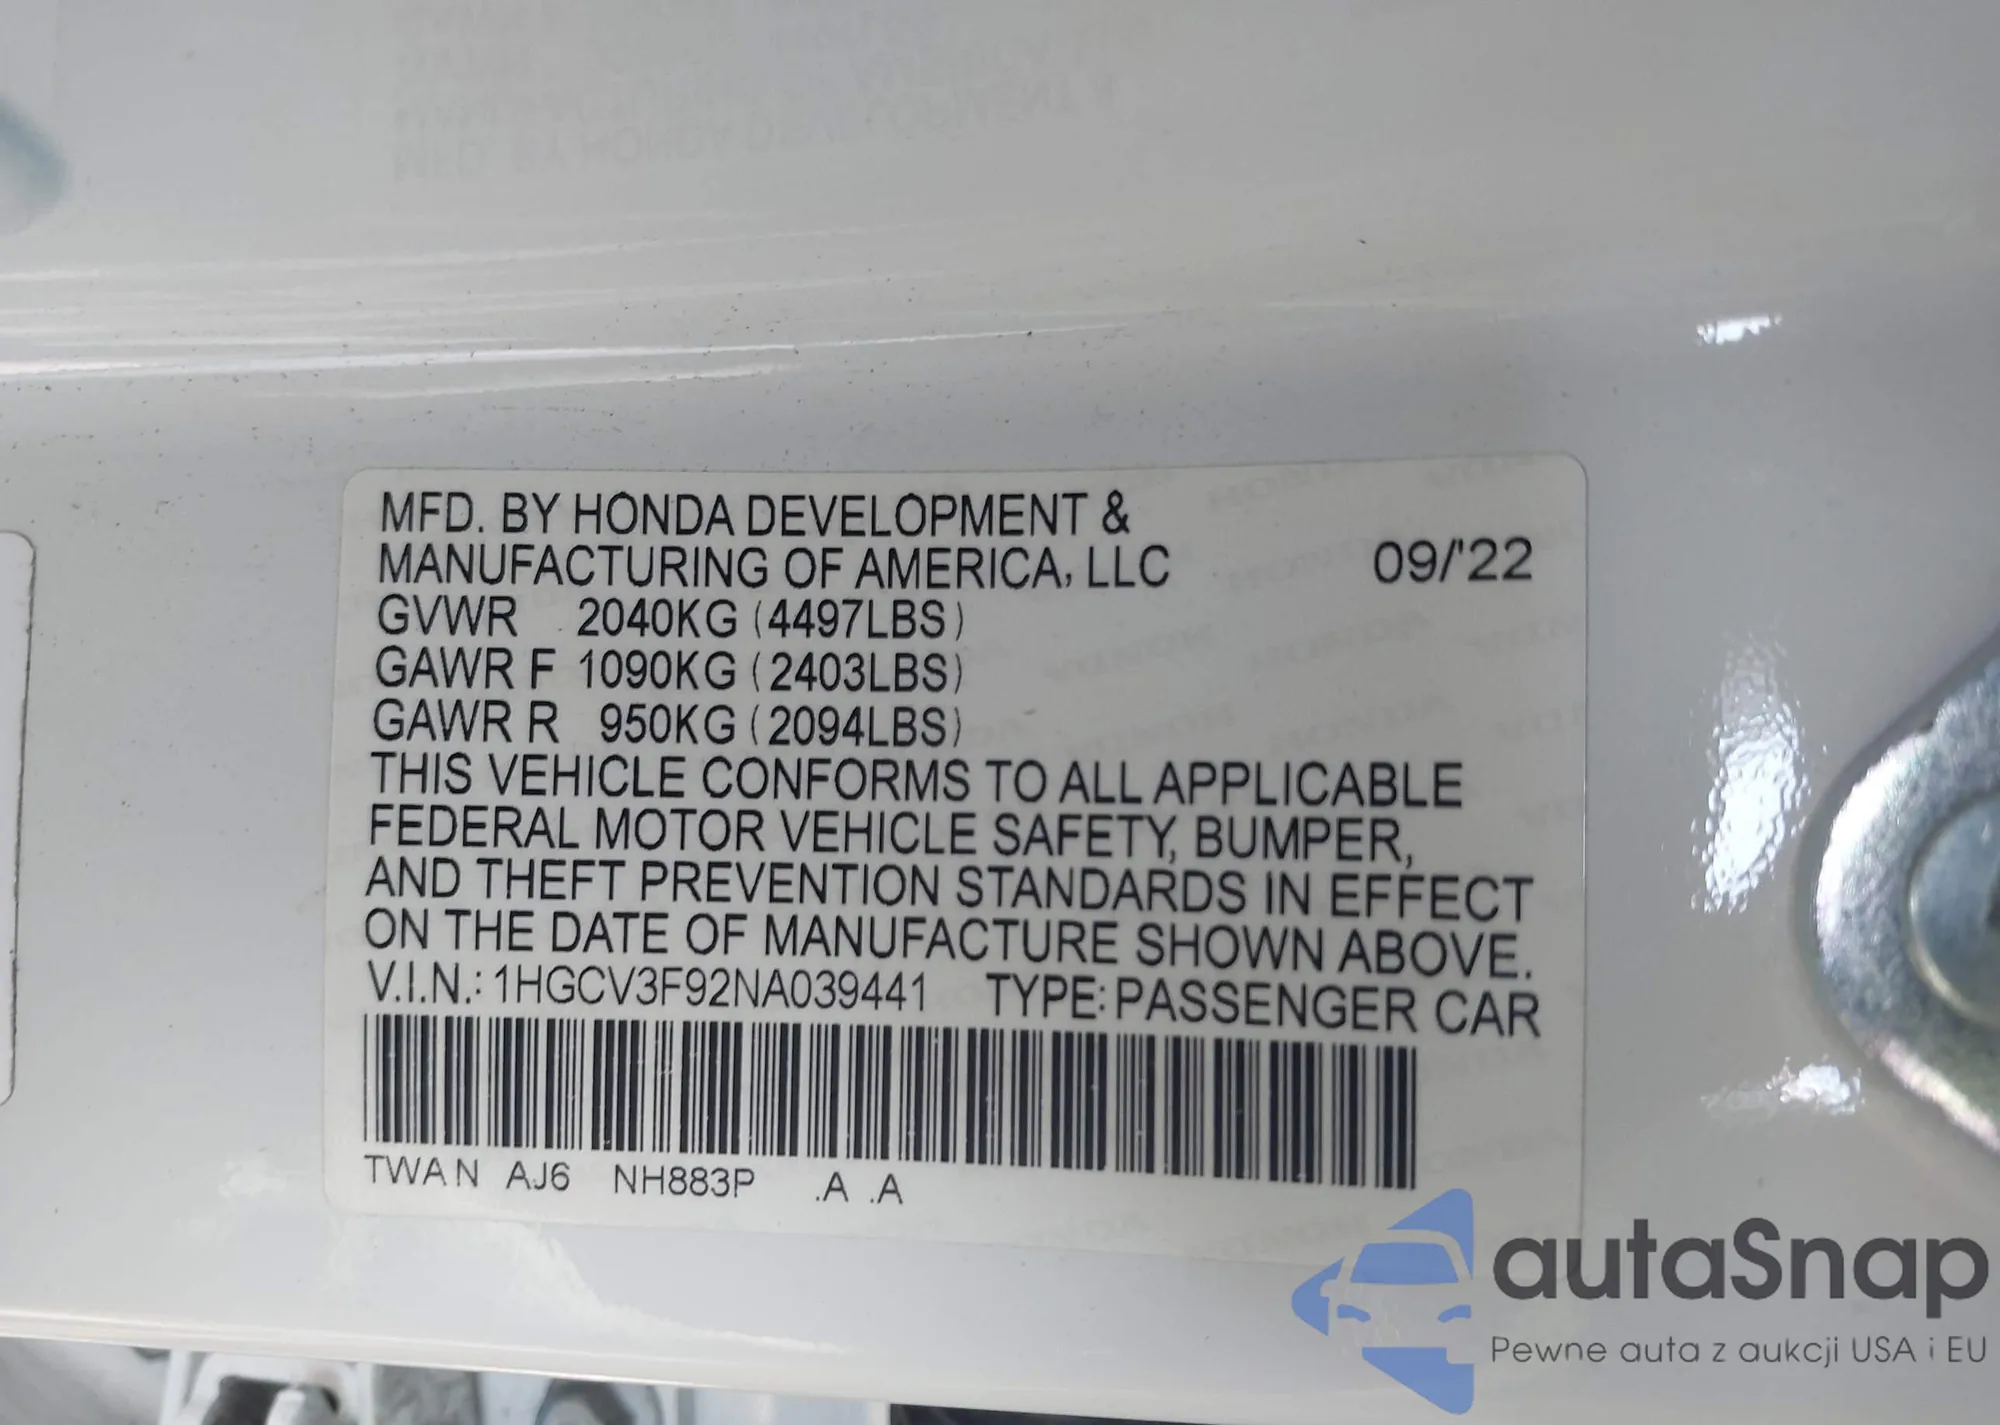 MFD. BY HONDA DEVELOPMENT &
MANUFACTURING OF AMERICA, LLC 09/'22
GVWR 2040KG (4497LBS)
GAWR F 1090KG (2403LBS)
GAWR R 950KG (2094LBS)
THIS VEHICLE CONFORMS TO ALL APPLICABLE
FEDERAL MOTOR VEHICLE SAFETY, BUMPER,
AND THEFT PREVENTION STANDARDS IN EFFECT
ON THE DATE OF MANUFACTURE SHOWN ABOVE.
V.I.N.: 1HGCV3F92NA039441 TYPE: PASSENGER CAR
TWAN AJ6 NH883P .A .A
autaSnap
Pewne auta z aukcji USA i EU